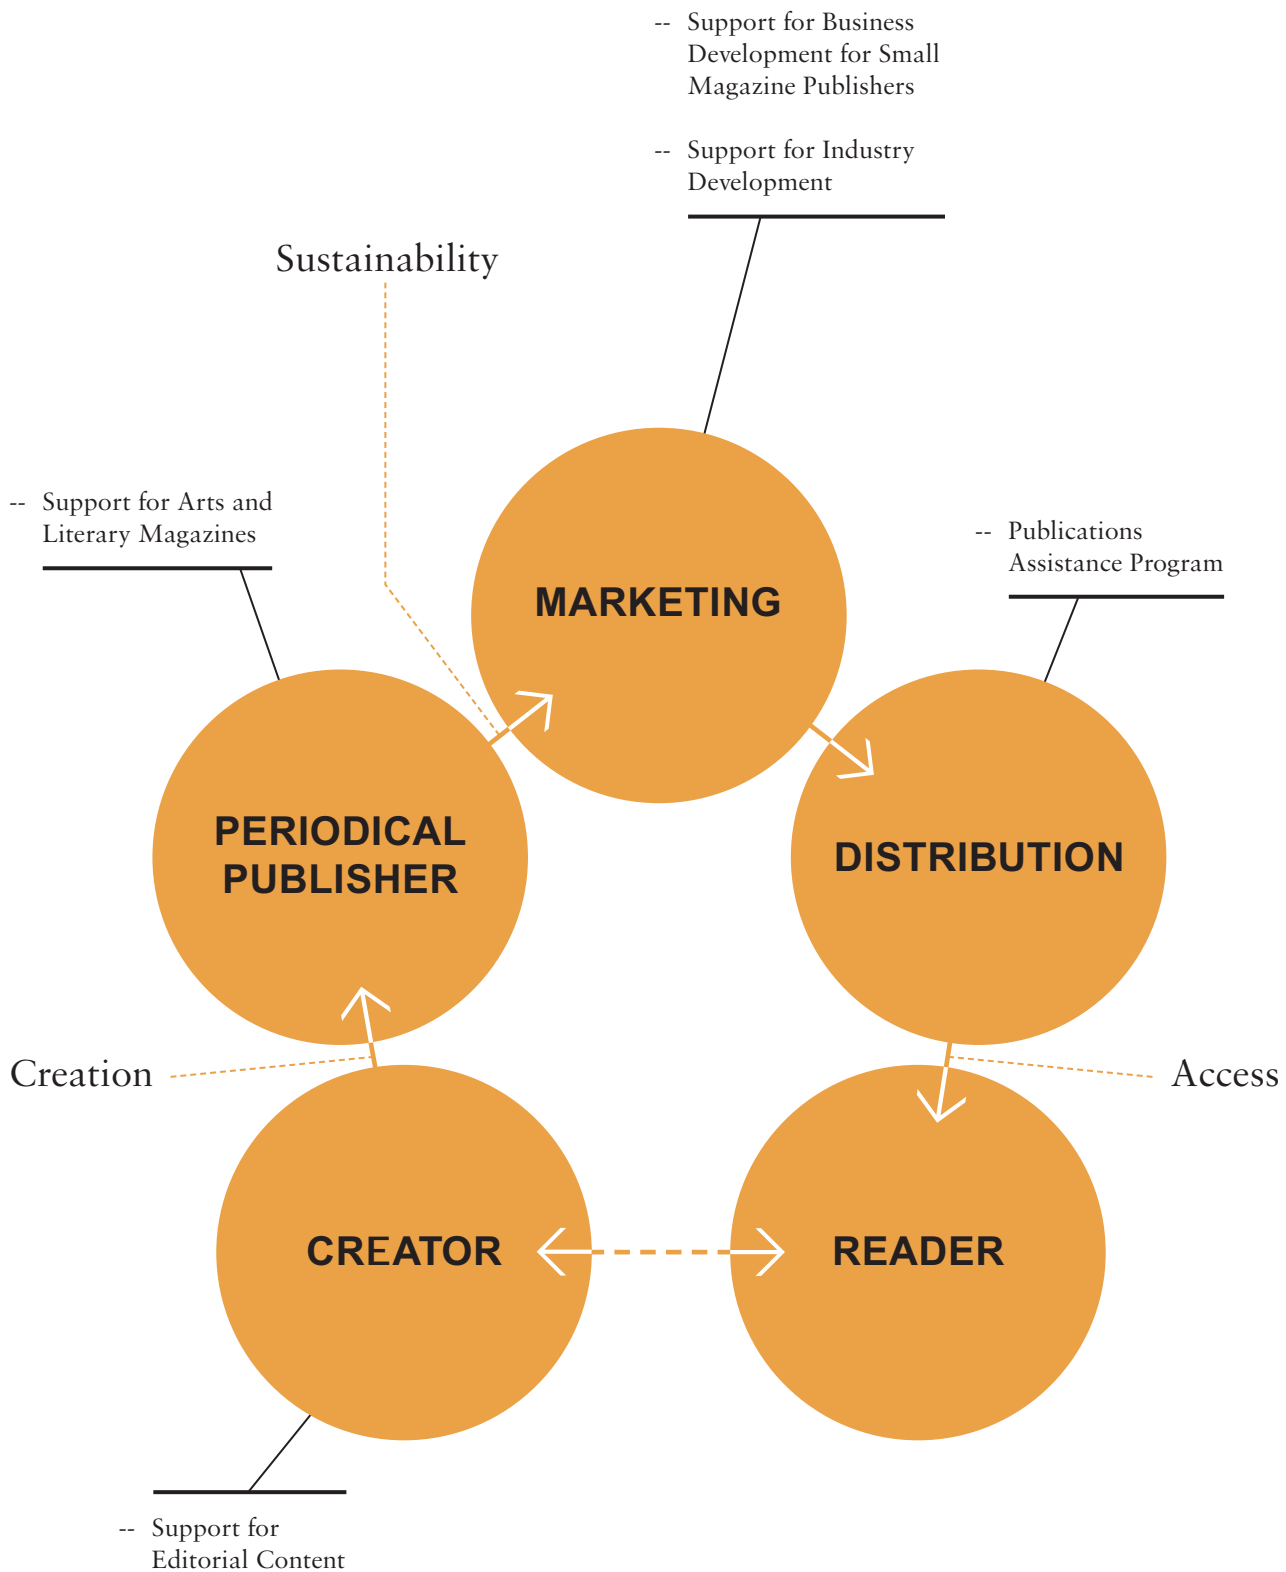 -- Support for Business
Development for Small
Magazine Publishers
-- Support for Industry
Development
Sustainability
-- Support for Arts and
Literary Magazines
-- Publications
Assistance Program
MARKETING
PERIODICAL
PUBLISHER
DISTRIBUTION
Creation
Access
CREATOR
READER
-- Support for
Editorial Content